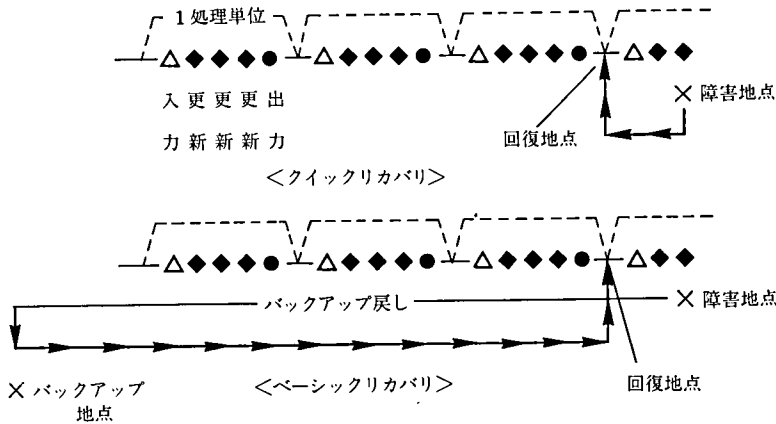 1処理単位
入更更更出
力新新新力
回復地点
×障害地点
<クイックリカバリ>
バックアップ戻し
×障害地点
×バックアップ
地点
<ベーシックリカバリ>
回復地点